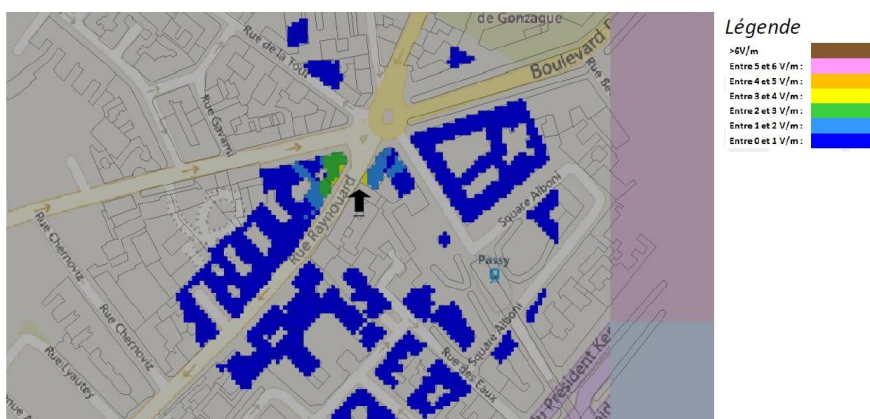 de Gonzague
Rue de la Tour
Boulevard
Rue Gavarni
Rue Raynouard
Rue Chernoviz
Rue Chernoviz
Rue Lyautey
Square Alboni
Passy
Square Alboni
Rue des Eaux
du Président Ken
Légende
>6V/m
Entre 5 et 6 V/m :
Entre 4 et 5 V/m :
Entre 3 et 4 V/m :
Entre 2 et 3 V/m :
Entre 1 et 2 V/m :
Entre 0 et 1 V/m :